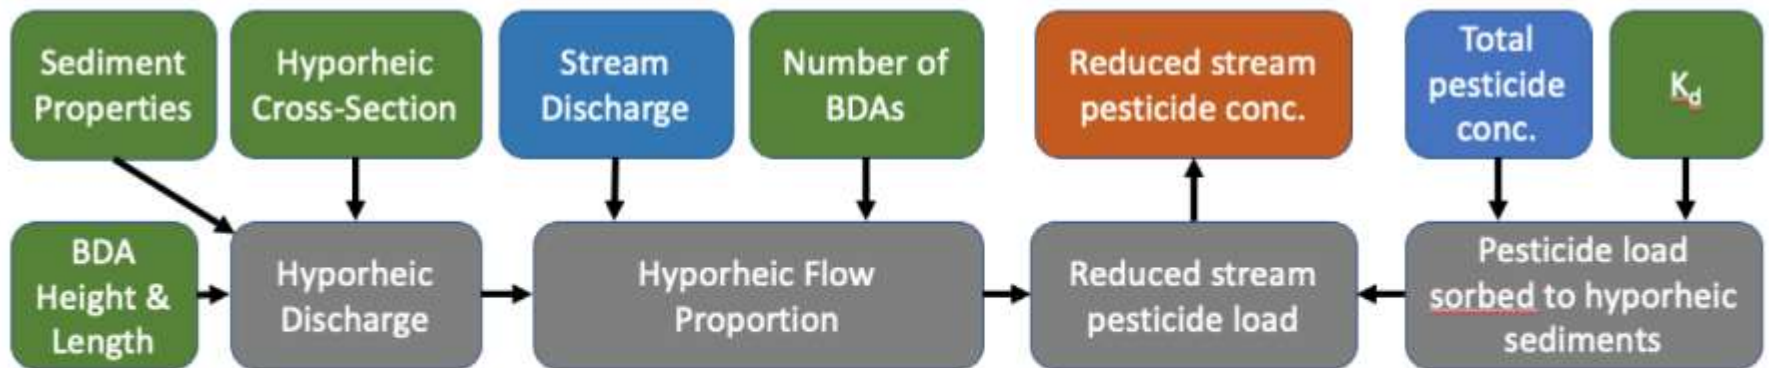 Sediment
Properties
Hyporheic
Cross-Section
Stream
Discharge
Number of
BDAs
Reduced stream
pesticide conc.
Total
pesticide
conc.
Kd
BDA
Height &
Length
Hyporheic
Discharge
Hyporheic Flow
Proportion
Reduced stream
pesticide load
Pesticide load
sorbed to hyporheic
sediments